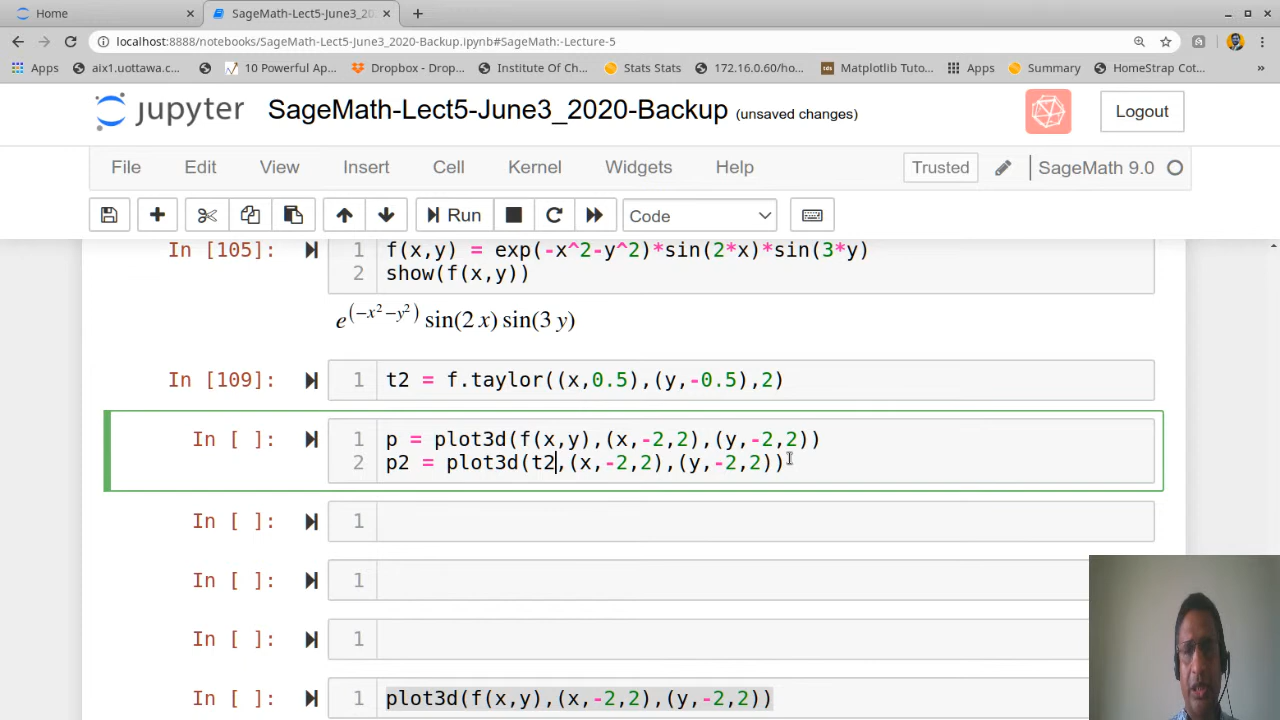 Home
SageMath-Lect5-June3_20
localhost:8888/notebooks/SageMath-Lect5-June3_2020-Backup.ipynb#SageMath:-Lecture-5
Apps aix1.uottawa.c... 10 Powerful Ap... Dropbox - Drop... Institute Of Ch... Stats Stats 172.16.0.60/ho... Matplotlib Tuto... Apps Summary HomeStrap Cot... »
jupyter SageMath-Lect5-June3_2020-Backup (unsaved changes) Logout
File Edit View Insert Cell Kernel Widgets Help Trusted SageMath 9.0
Run Code
In [105]: 1 f(x,y) = exp(-x^2-y^2)*sin(2*x)*sin(3*y)
2 show(f(x,y))
e^(−x²−y²) sin(2 x) sin(3 y)
In [109]: 1 t2 = f.taylor((x,0.5),(y,-0.5),2)
In [ ]: 1 p = plot3d(f(x,y),(x,-2,2),(y,-2,2))
2 p2 = plot3d(t2,(x,-2,2),(y,-2,2))
In [ ]: 1
In [ ]: 1
In [ ]: 1
In [ ]: 1 plot3d(f(x,y),(x,-2,2),(y,-2,2))